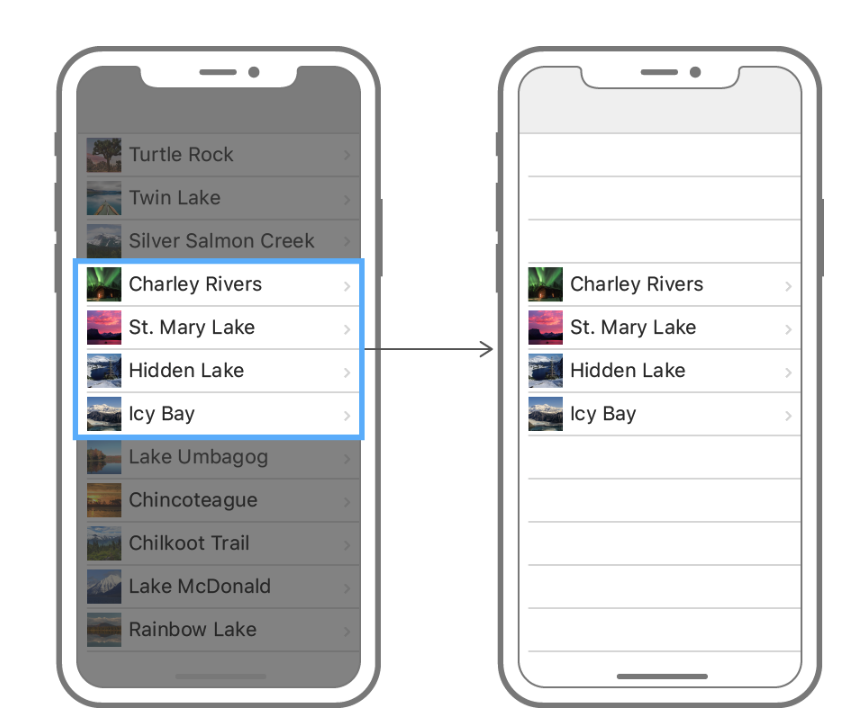 Turtle Rock
Twin Lake
Silver Salmon Creek
Charley Rivers
St. Mary Lake
Hidden Lake
Icy Bay
Lake Umbagog
Chincoteague
Chilkoot Trail
Lake McDonald
Rainbow Lake
Charley Rivers
St. Mary Lake
Hidden Lake
Icy Bay